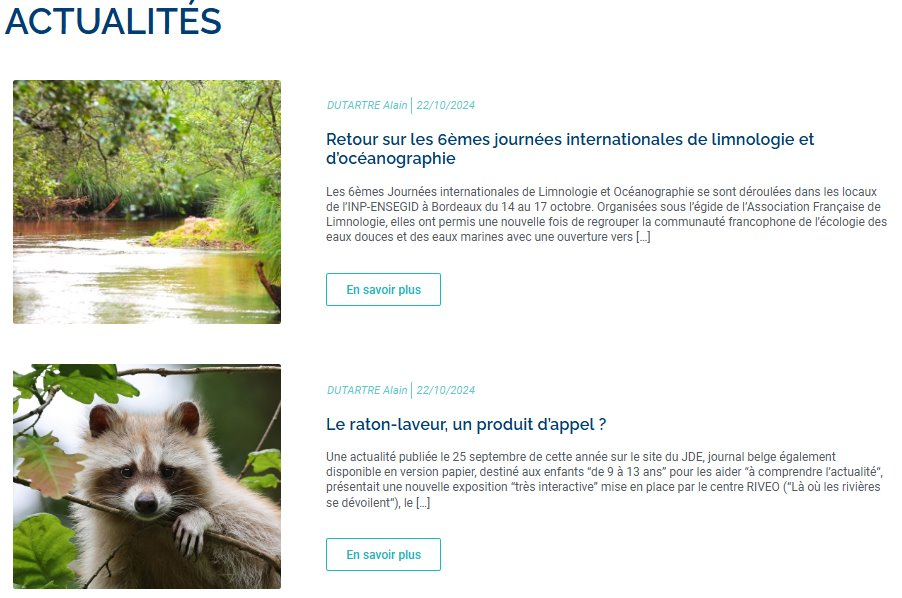 ACTUALITÉS
DUTARTRE Alain | 22/10/2024
Retour sur les 6èmes journées internationales de limnologie et
d’océanographie
Les 6èmes Journées internationales de Limnologie et Océanographie se sont déroulées dans les locaux
de l’INP-ENSEGID à Bordeaux du 14 au 17 octobre. Organisées sous l’égide de l’Association Française de
Limnologie, elles ont permis une nouvelle fois de regrouper la communauté francophone de l’écologie des
eaux douces et des eaux marines avec une ouverture vers [...]
En savoir plus
DUTARTRE Alain | 22/10/2024
Le raton-laveur, un produit d’appel ?
Une actualité publiée le 25 septembre de cette année sur le site du JDE, journal belge également
disponible en version papier, destiné aux enfants “de 9 à 13 ans” pour les aider “à comprendre l’actualité“,
présentait une nouvelle exposition “très interactive” mise en place par le centre RIVEO (“Là où les rivières
se dévoilent“), le [...]
En savoir plus